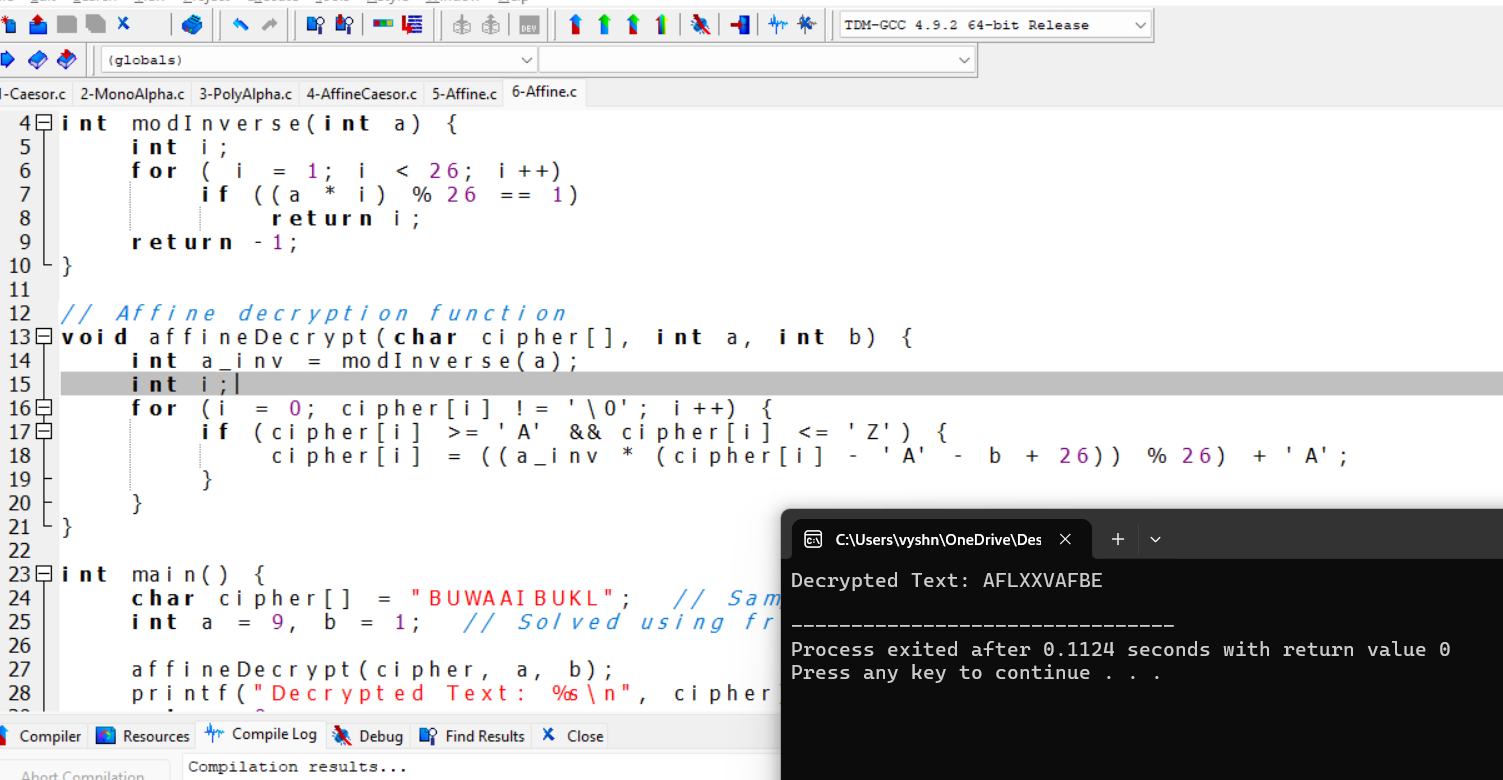 TDM-GCC 4.9.2 64-bit Release
(globals)
-Caesor.c 2-MonoAlpha.c 3-PolyAlpha.c 4-AffineCaesor.c 5-Affine.c 6-Affine.c
4 int modInverse(int a) {
5 int i;
6 for ( i = 1; i < 26; i++)
7 if ((a * i) % 26 == 1)
8 return i;
9 return -1;
10 }
11
12 // Affine decryption function
13 void affineDecrypt(char cipher[], int a, int b) {
14 int a_inv = modInverse(a);
15 int i;
16 for (i = 0; cipher[i] != '\0'; i++) {
17 if (cipher[i] >= 'A' && cipher[i] <= 'Z') {
18 cipher[i] = ((a_inv * (cipher[i] - 'A' - b + 26)) % 26) + 'A';
19 }
20 }
21 }
22
23 int main() {
24 char cipher[] = "BUWAAIBUKL"; // Sam
25 int a = 9, b = 1; // Solved using fr
26
27 affineDecrypt(cipher, a, b);
28 printf("Decrypted Text: %s\n", cipher
C:\Users\vyshn\OneDrive\Des
Decrypted Text: AFLXXVAFBE
--------------------------------
Process exited after 0.1124 seconds with return value 0
Press any key to continue . . .
Compiler Resources Compile Log Debug Find Results Close
Abort Compilation
Compilation results...